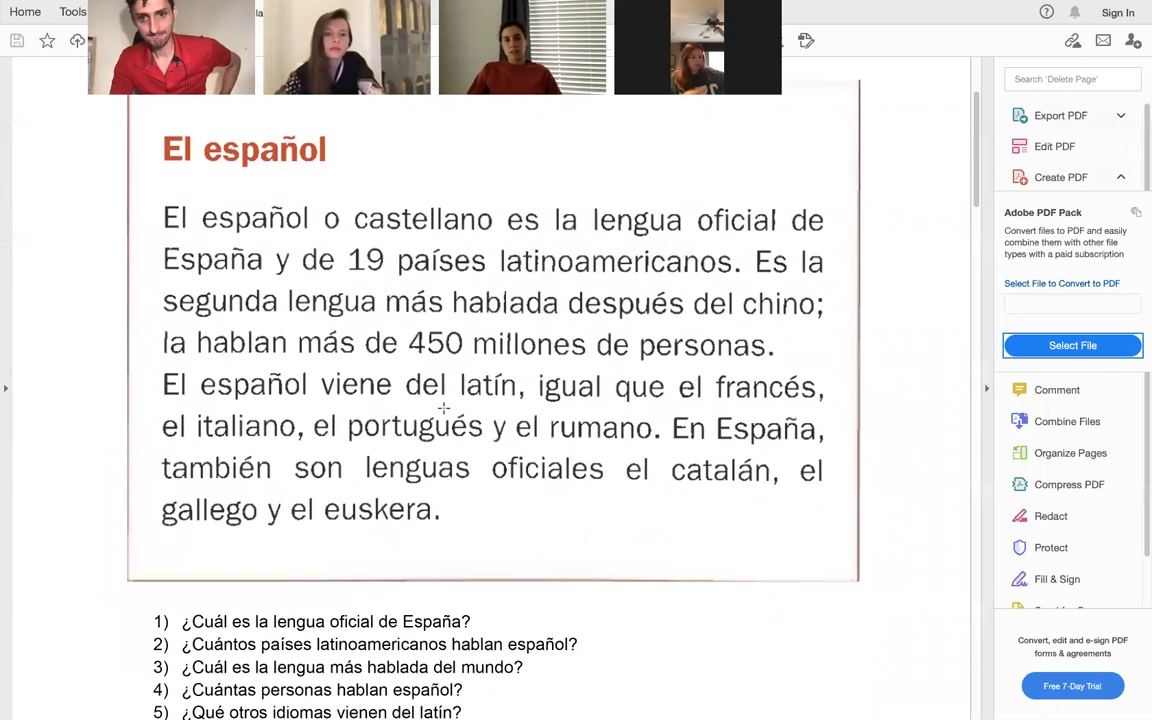 Home
Tools
la
Sign In
Search 'Delete Page'
Export PDF
Edit PDF
Create PDF
Adobe PDF Pack
Convert files to PDF and easily
combine them with other file
types with a paid subscription
Select File to Convert to PDF
Select File
Comment
Combine Files
Organize Pages
Compress PDF
Redact
Protect
Fill & Sign
Convert, edit and e-sign PDF
forms & agreements
Free 7-Day Trial
El español
El español o castellano es la lengua oficial de
España y de 19 países latinoamericanos. Es la
segunda lengua más hablada después del chino;
la hablan más de 450 millones de personas.
El español viene del latín, igual que el francés,
el italiano, el portugués y el rumano. En España,
también son lenguas oficiales el catalán, el
gallego y el euskera.
1) ¿Cuál es la lengua oficial de España?
2) ¿Cuántos países latinoamericanos hablan español?
3) ¿Cuál es la lengua más hablada del mundo?
4) ¿Cuántas personas hablan español?
5) ¿Qué otros idiomas vienen del latín?